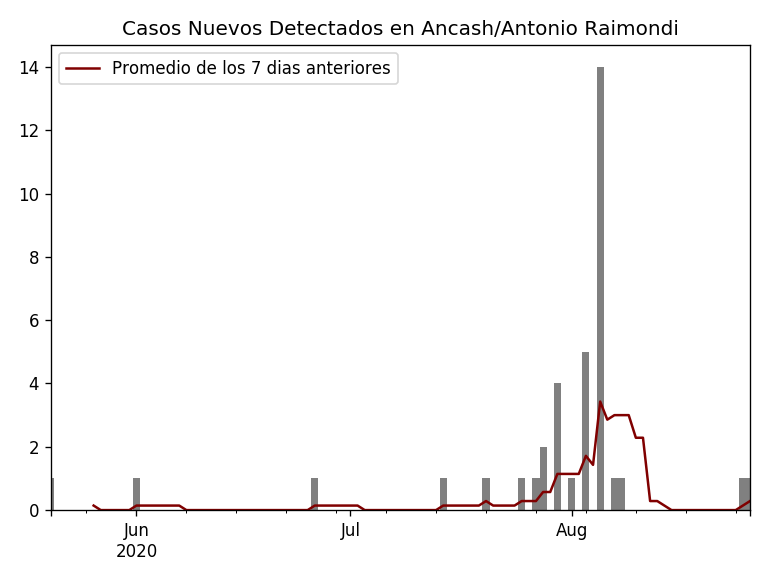 Casos Nuevos Detectados en Ancash/Antonio Raimondi
Promedio de los 7 dias anteriores
14
12
10
8
6
4
2
0
Jun
2020
Jul
Aug